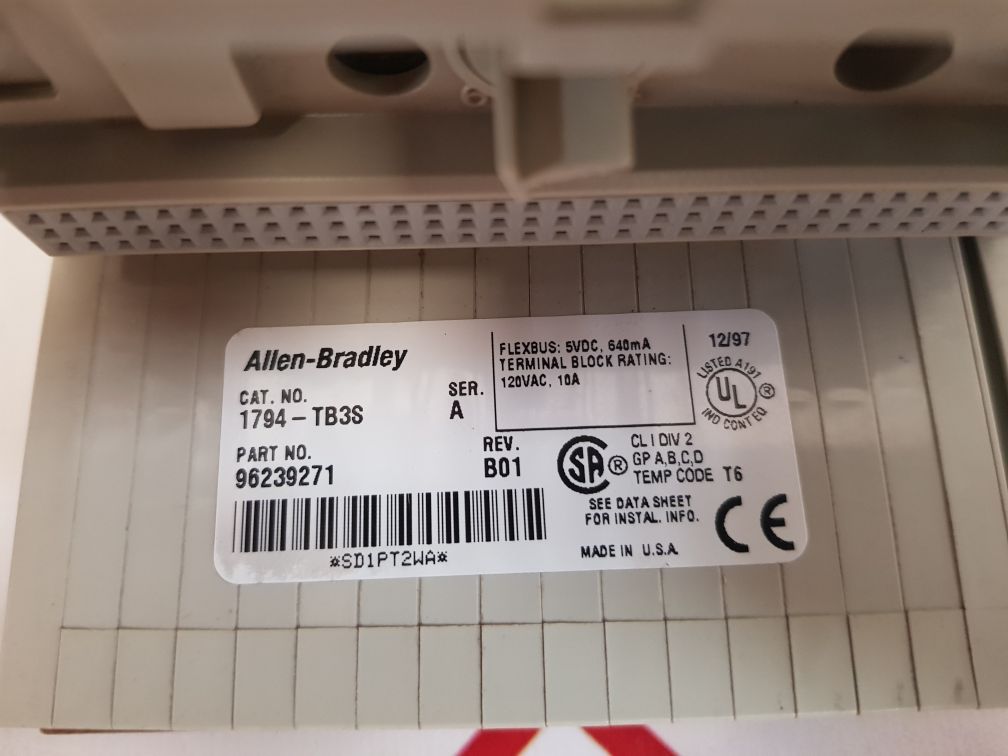 Allen-Bradley
CAT. NO.
1794-TB3S
SER.
A
PART NO.
96239271
REV.
B01
*SD1PT2WA*
FLEXBUS: 5VDC, 640mA
TERMINAL BLOCK RATING:
120VAC, 10A
12/97
LISTED A197
UL ®
IND CONT EQ
SA ®
CL I DIV 2
GP A,B,C,D
TEMP CODE T6
SEE DATA SHEET
FOR INSTAL. INFO.
MADE IN U.S.A.
CE